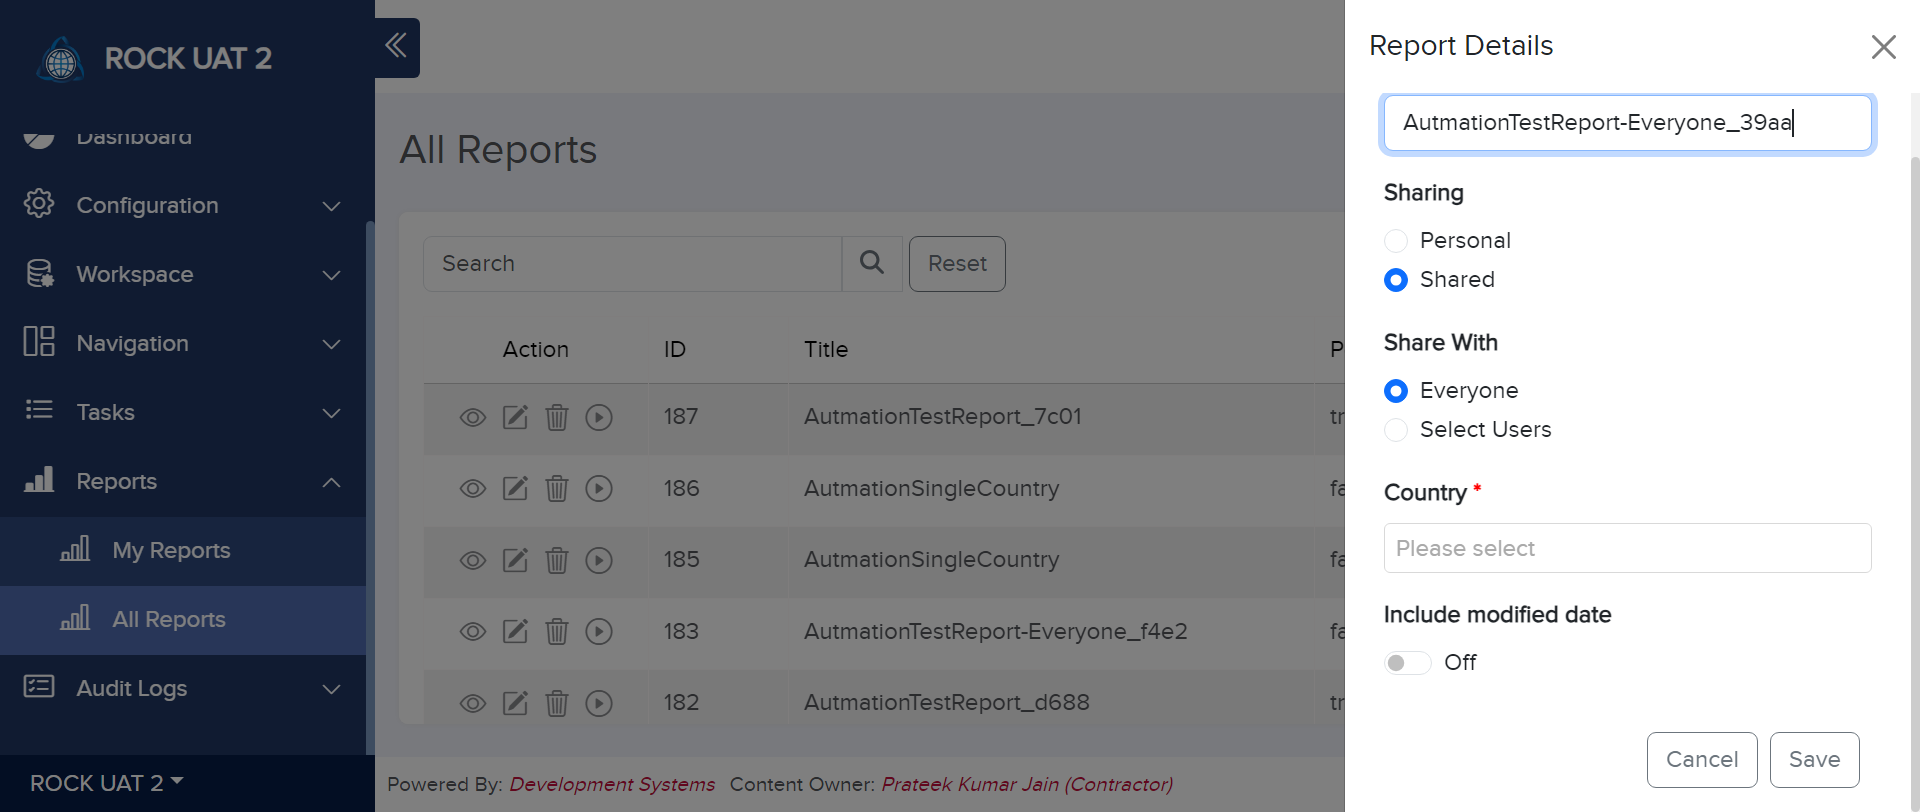 ROCK UAT 2
Dashboard
Configuration
Workspace
Navigation
Tasks
Reports
My Reports
All Reports
Audit Logs
ROCK UAT 2
All Reports
Search
Reset
Action ID Title P
187 AutmationTestReport_7c01 tr
186 AutmationSingleCountry fa
185 AutmationSingleCountry fa
183 AutmationTestReport-Everyone_f4e2 fa
182 AutmationTestReport_d688 tr
Powered By: Development Systems Content Owner: Prateek Kumar Jain (Contractor)
Report Details
AutmationTestReport-Everyone_39aa
Sharing
Personal
Shared
Share With
Everyone
Select Users
Country *
Please select
Include modified date
Off
Cancel Save